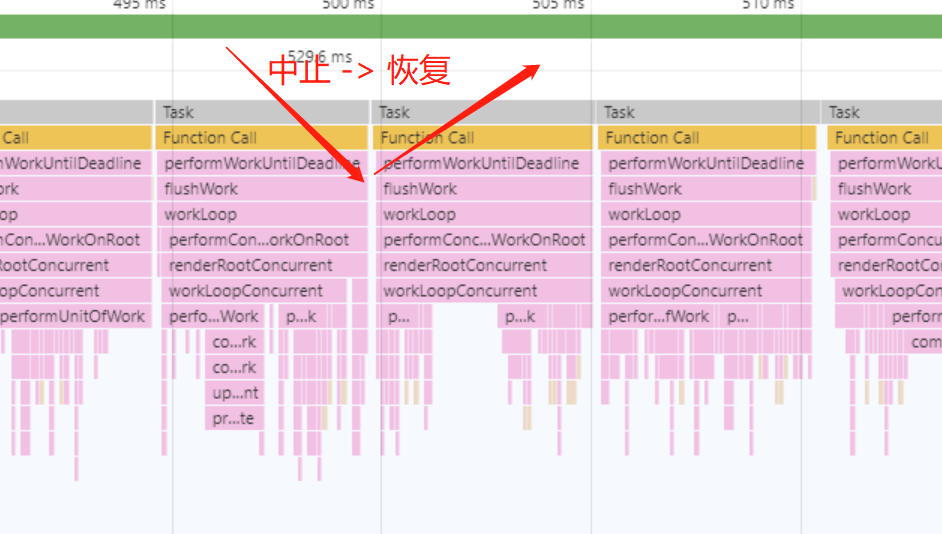 495 ms 500 ms 505 ms 510 ms
529.6 ms
中止 -> 恢复
Task Task Task Task
Call Function Call Function Call Function Call Function Call
nWorkUntilDeadline performWorkUntilDeadline performWorkUntilDeadline performWorkUntilDeadline performW
ork flushWork flushWork flushWork flushWork
op workLoop workLoop workLoop workLoop
nCon...WorkOnRoot performCon...orkOnRoot performConc...WorkOnRoot performCon...WorkOnRoot performConcu
RootConcurrent renderRootConcurrent renderRootConcurrent renderRootConcurrent renderRootCon
opConcurrent workLoopConcurrent workLoopConcurrent workLoopConcurrent workLoopCon
performUnitOfWork perfo...Work p...k p... p...k perfor...fWork p... perform
co...rk com
co...rk
up...nt
pr...te